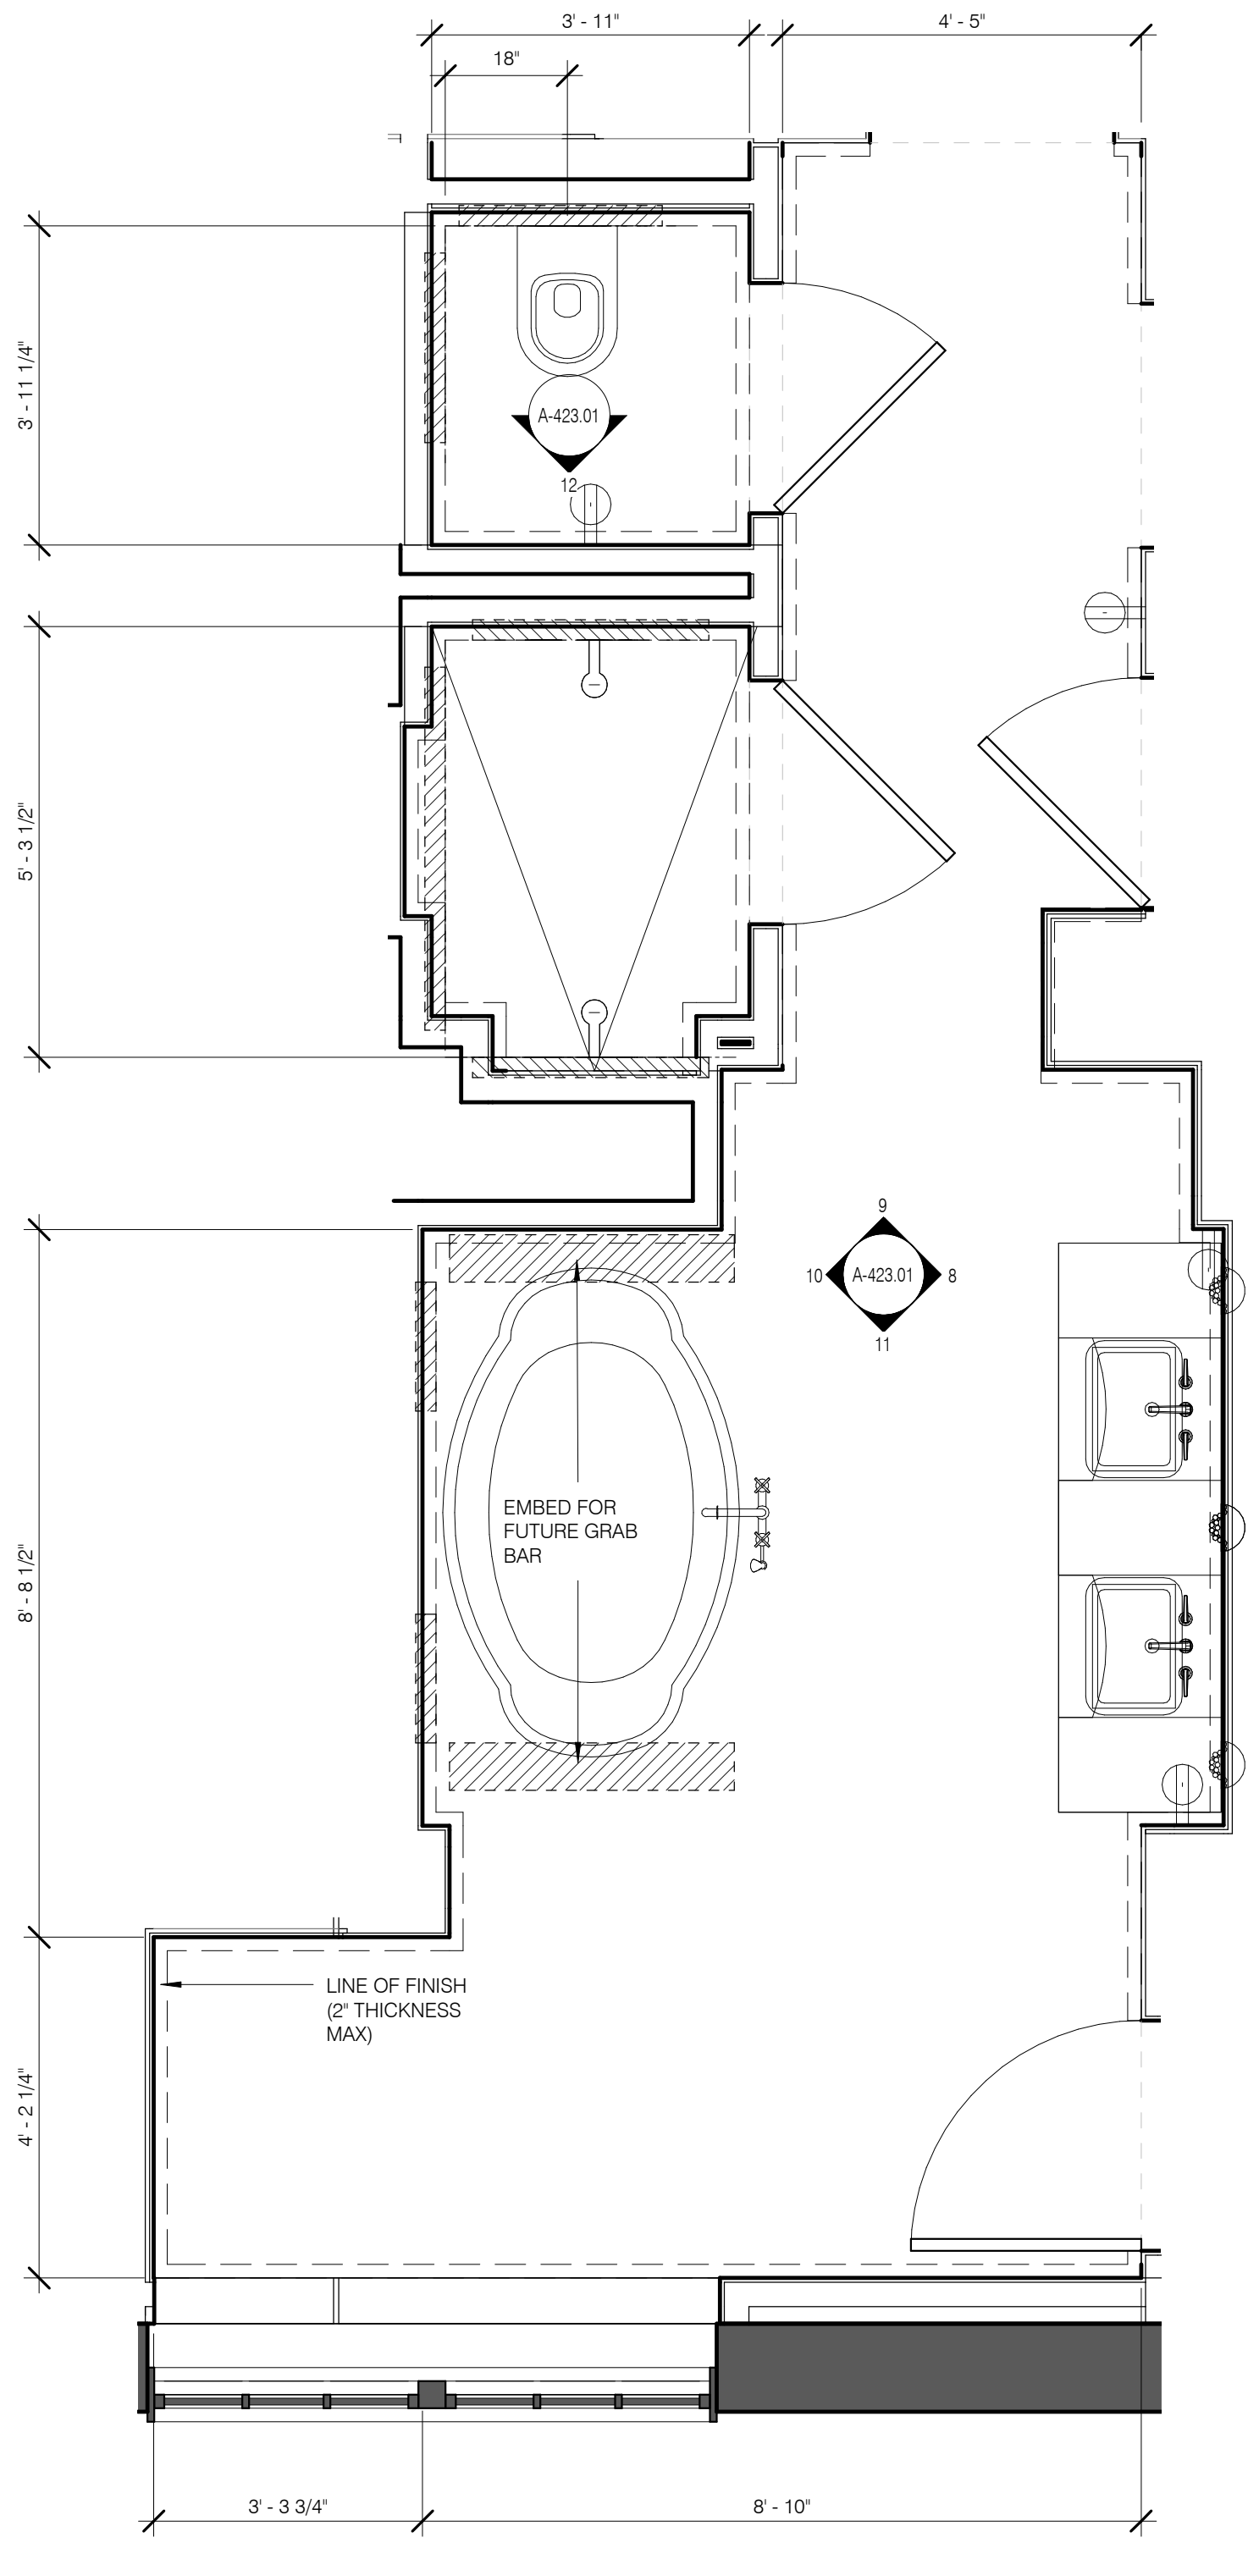 3' - 11"
4' - 5"
18"
3' - 11 1/4"
A-423.01
12
5' - 3 1/2"
9
10
A-423.01
8
11
8' - 8 1/2"
EMBED FOR
FUTURE GRAB
BAR
LINE OF FINISH
(2" THICKNESS
MAX)
4' - 2 1/4"
3' - 3 3/4"
8' - 10"